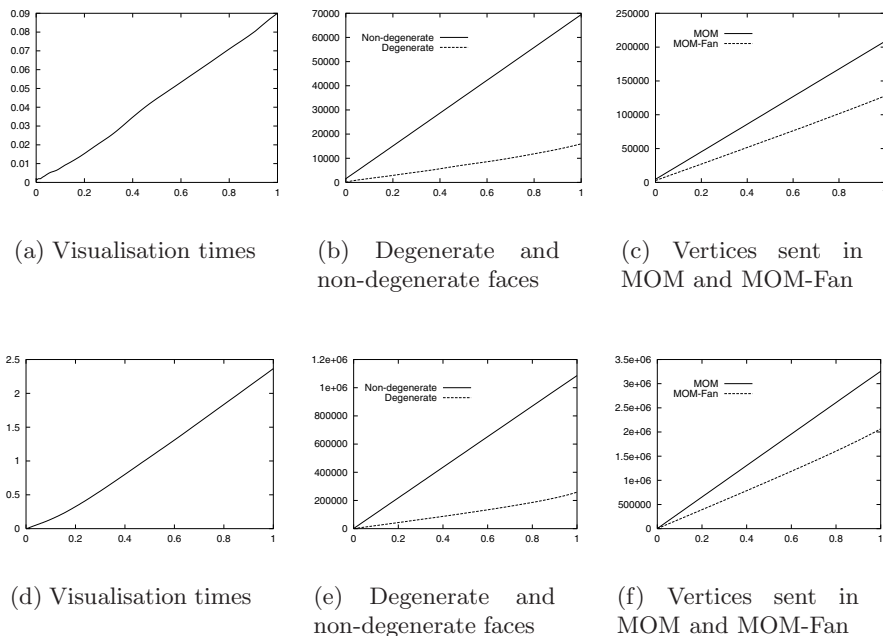 0.09
0.08
0.07
0.06
0.05
0.04
0.03
0.02
0.01
0
0 0.2 0.4 0.6 0.8 1
70000
60000
50000
40000
30000
20000
10000
0
Non-degenerate
Degenerate
0 0.2 0.4 0.6 0.8 1
250000
200000
150000
100000
50000
0
MOM
MOM-Fan
0 0.2 0.4 0.6 0.8 1
(a) Visualisation times
(b) Degenerate and
non-degenerate faces
(c) Vertices sent in
MOM and MOM-Fan
2.5
2
1.5
1
0.5
0
0 0.2 0.4 0.6 0.8 1
1.2e+06
1e+06
800000
600000
400000
200000
0
Non-degenerate
Degenerate
0 0.2 0.4 0.6 0.8 1
3.5e+06
3e+06
2.5e+06
2e+06
1.5e+06
1e+06
500000
0
MOM
MOM-Fan
0 0.2 0.4 0.6 0.8 1
(d) Visualisation times
(e) Degenerate and
non-degenerate faces
(f) Vertices sent in
MOM and MOM-Fan